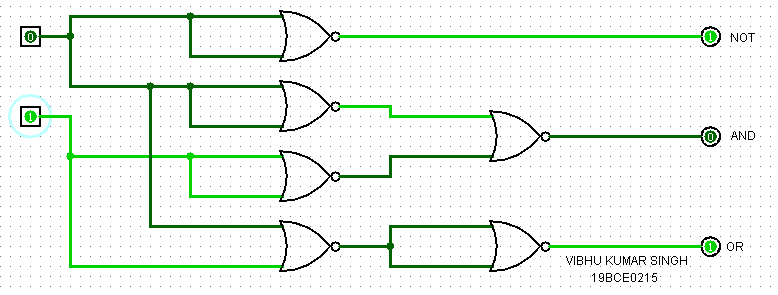 0
1
NOT
1
AND
0
1
OR
VIBHU KUMAR SINGH
19BCE0215